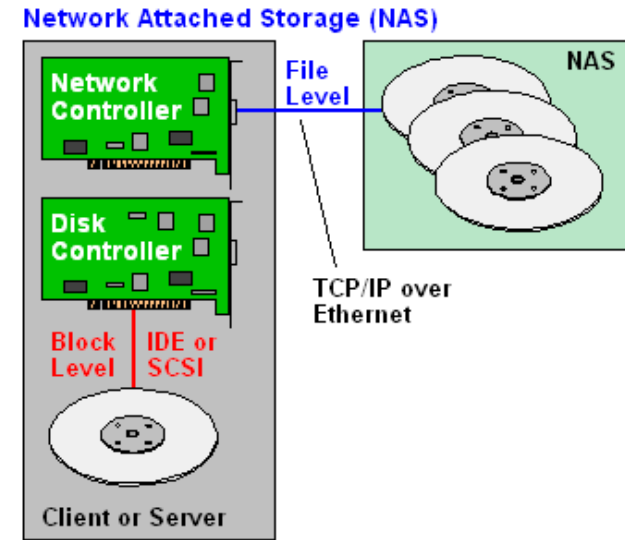 Network Attached Storage (NAS)
Network
Controller
File
Level
NAS
Disk
Controller
TCP/IP over
Ethernet
Block
Level
IDE or
SCSI
Client or Server